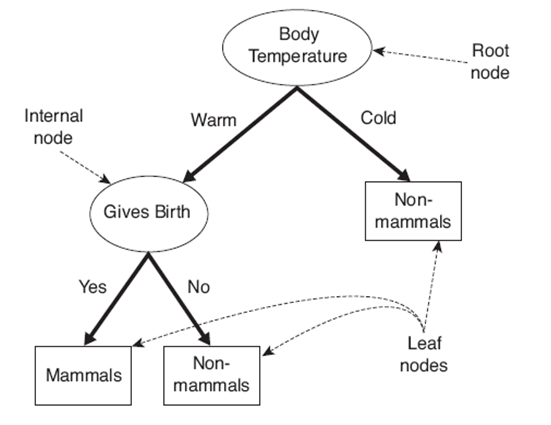 Body
Temperature
Root
node
Internal
node
Warm
Cold
Gives Birth
Non-
mammals
Yes
No
Mammals
Non-
mammals
Leaf
nodes